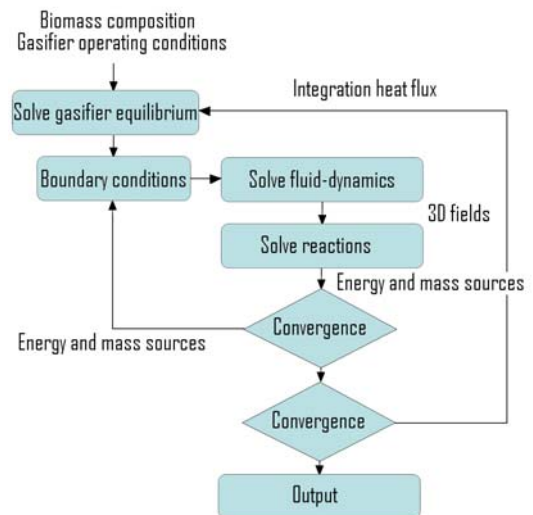 Biomass composition
Gasifier operating conditions
Integration heat flux
Solve gasifier equilibrium
Boundary conditions
Solve fluid-dynamics
3D fields
Solve reactions
Energy and mass sources
Convergence
Energy and mass sources
Convergence
Output